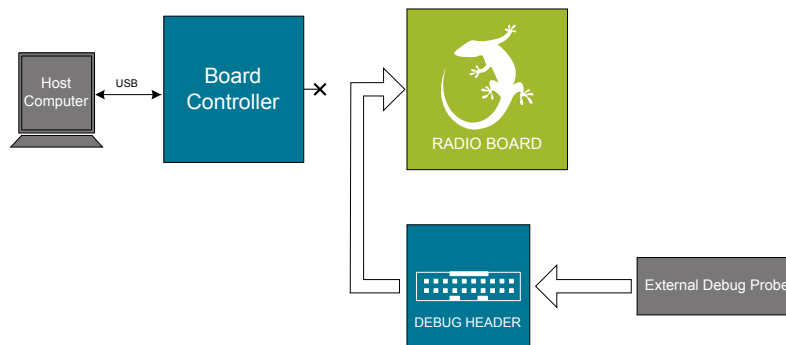 Host
Computer
USB
Board
Controller
RADIO BOARD
DEBUG HEADER
External Debug Probe